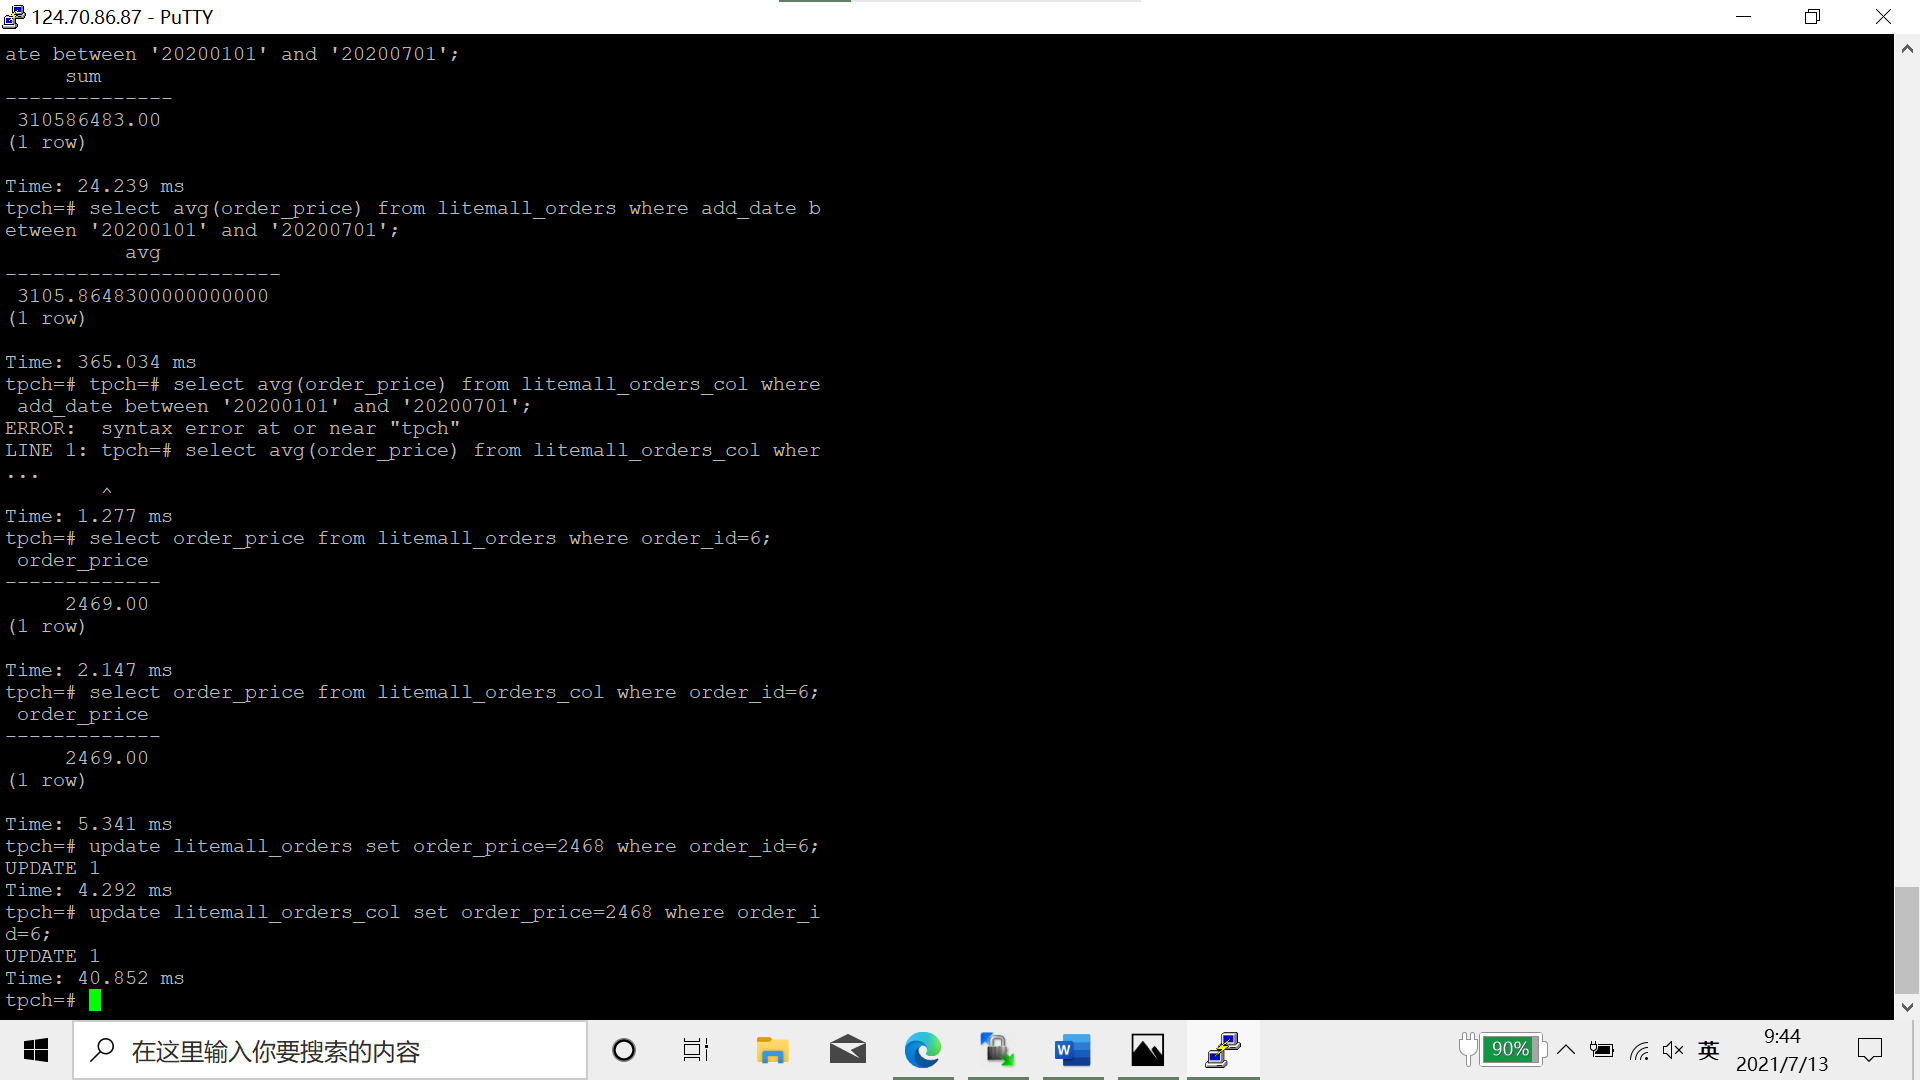 124.70.86.87 - PuTTY
ate between '20200101' and '20200701';
     sum
--------------
 310586483.00
(1 row)

Time: 24.239 ms
tpch=# select avg(order_price) from litemall_orders where add_date b
etween '20200101' and '20200701';
          avg
-----------------------
 3105.8648300000000000
(1 row)

Time: 365.034 ms
tpch=# tpch=# select avg(order_price) from litemall_orders_col where
 add_date between '20200101' and '20200701';
ERROR:  syntax error at or near "tpch"
LINE 1: tpch=# select avg(order_price) from litemall_orders_col wher
...
        ^
Time: 1.277 ms
tpch=# select order_price from litemall_orders where order_id=6;
 order_price
-------------
     2469.00
(1 row)

Time: 2.147 ms
tpch=# select order_price from litemall_orders_col where order_id=6;
 order_price
-------------
     2469.00
(1 row)

Time: 5.341 ms
tpch=# update litemall_orders set order_price=2468 where order_id=6;
UPDATE 1
Time: 4.292 ms
tpch=# update litemall_orders_col set order_price=2468 where order_i
d=6;
UPDATE 1
Time: 40.852 ms
tpch=#
在这里输入你要搜索的内容
W
90%
英
9:44
2021/7/13